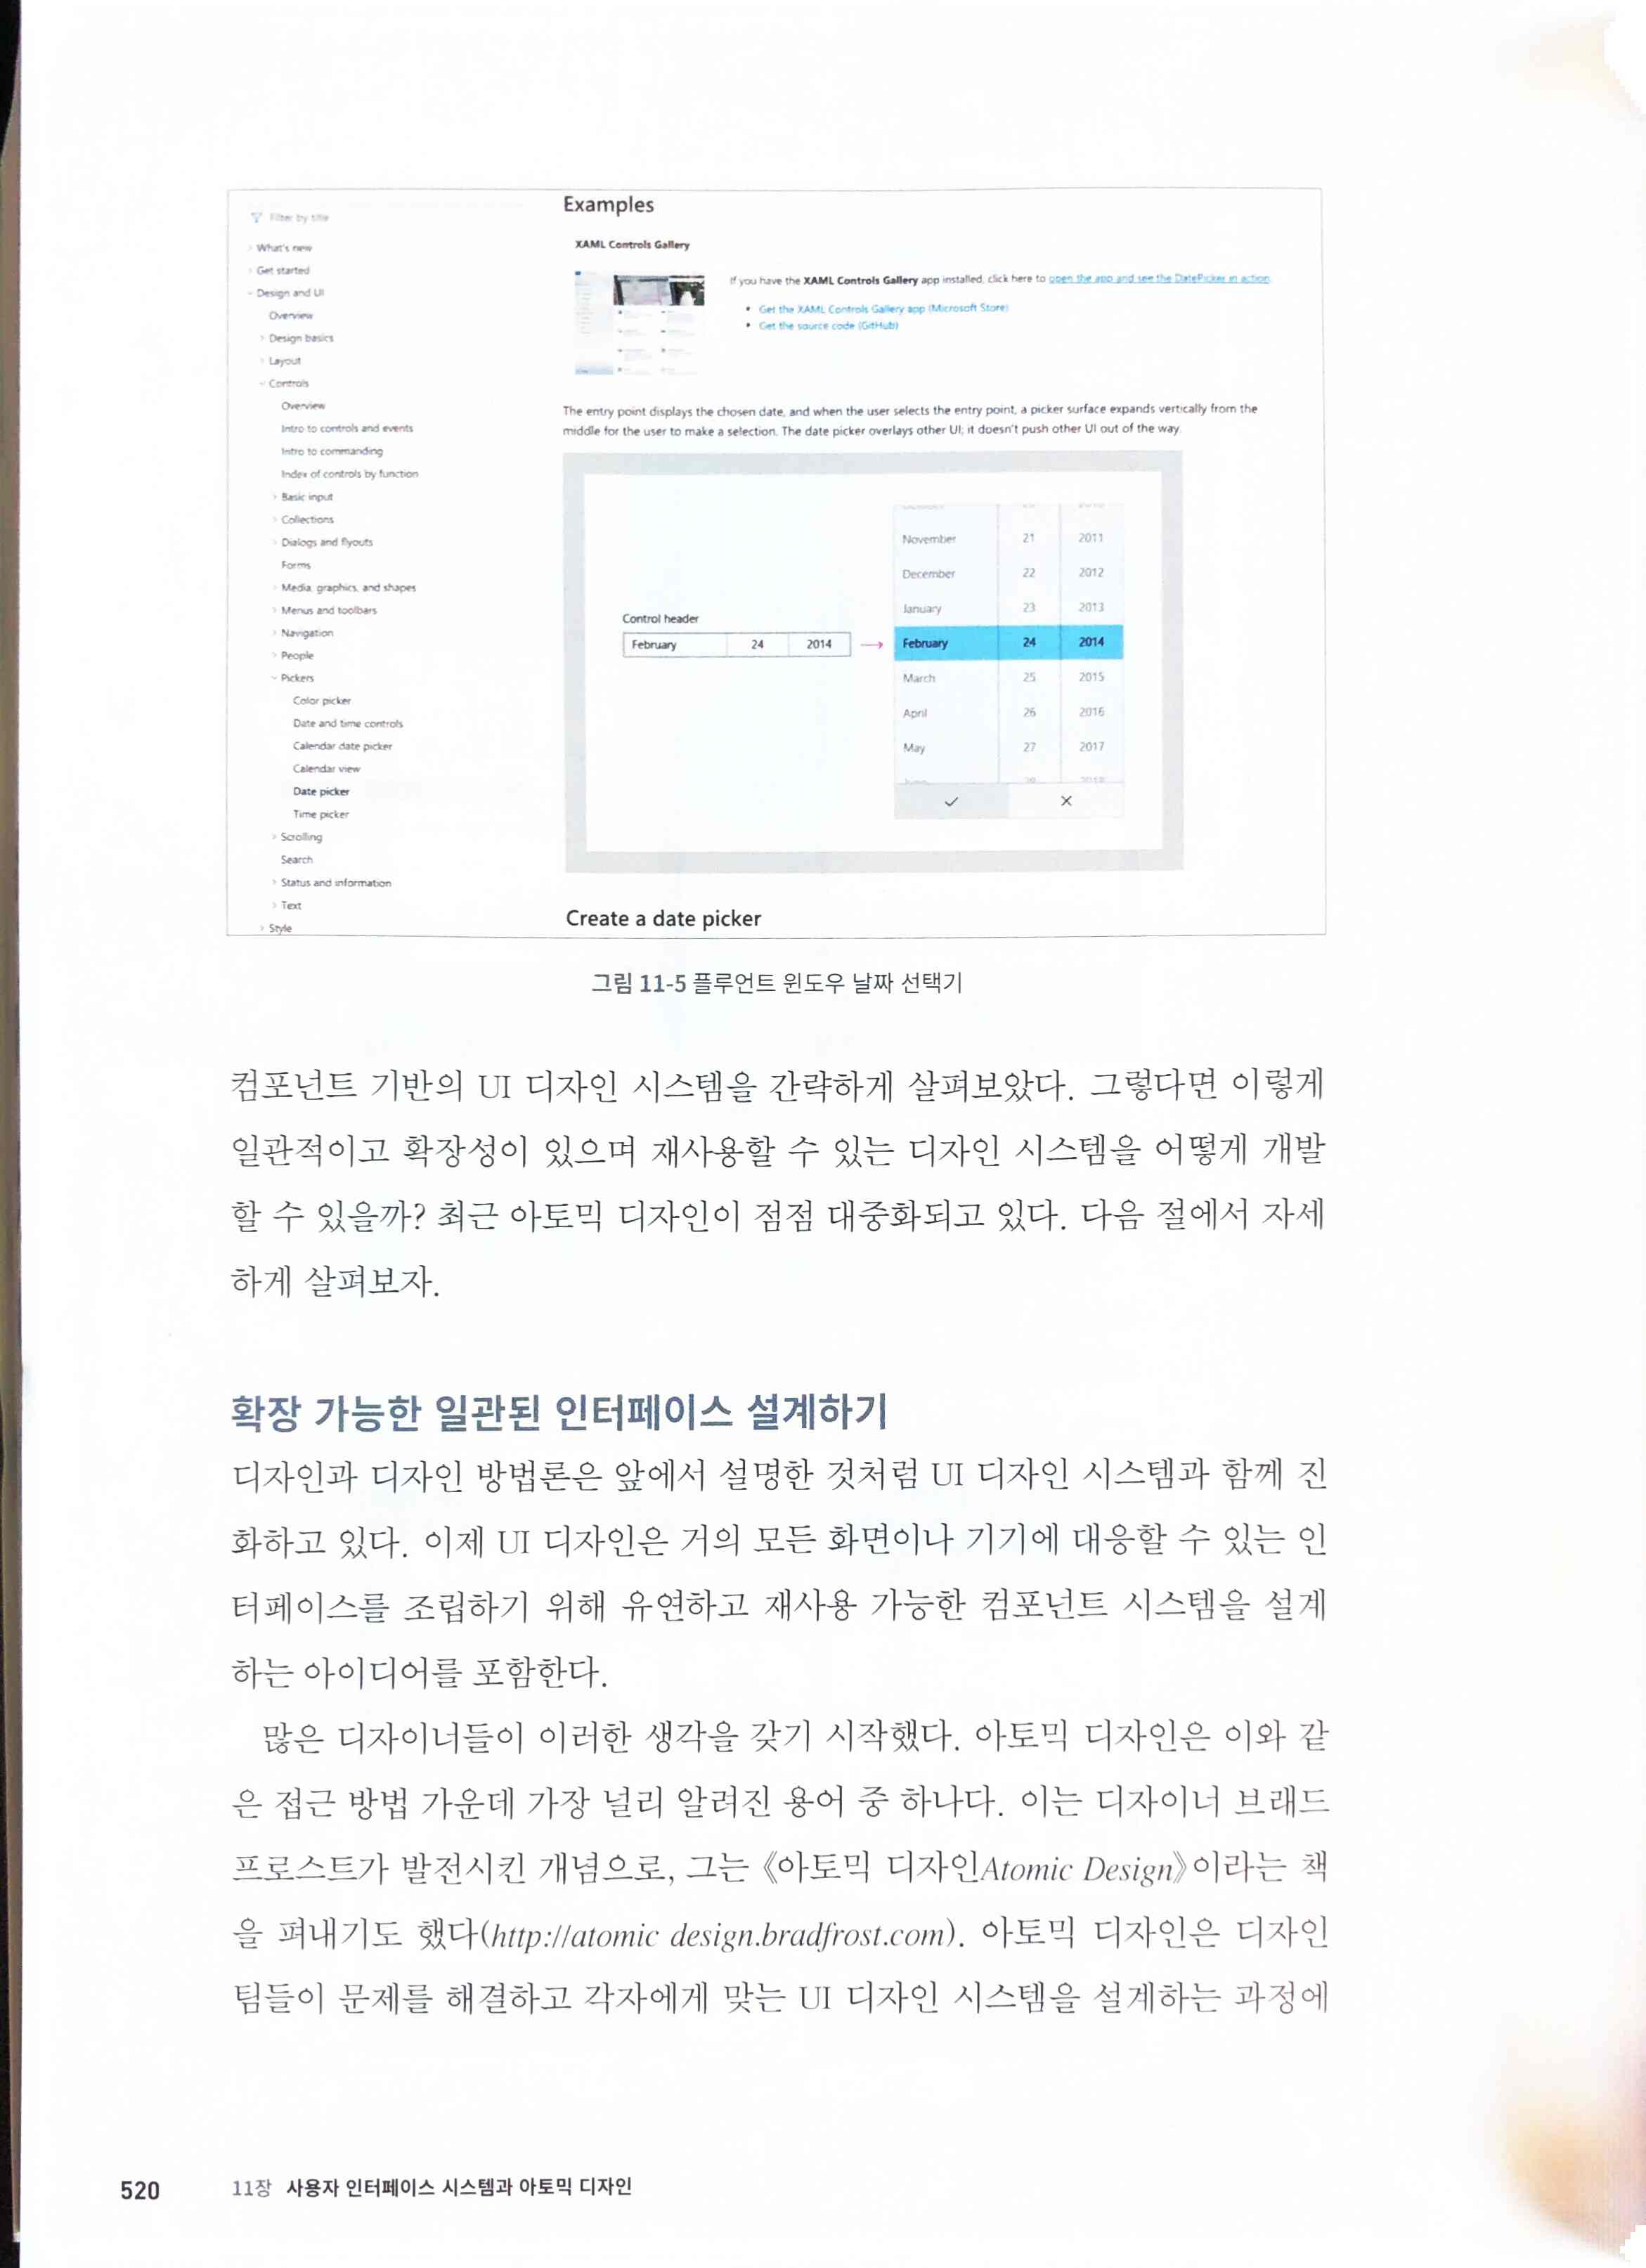 Filter by title
What's new
Get started
Design and UI
Overview
Design basics
Layout
Controls
Overview
Intro to controls and events
Intro to commanding
Index of controls by function
Basic input
Collections
Dialogs and flyouts
Forms
Media, graphics, and shapes
Menus and toolbars
Navigation
People
Pickers
Color picker
Date and time controls
Calendar date picker
Calendar view
Date picker
Time picker
Scrolling
Search
Status and information
Text
Style
Examples
XAML Controls Gallery
If you have the XAML Controls Gallery app installed, click here to open the app and see the DatePicker in action
• Get the XAML Controls Gallery app (Microsoft Store)
• Get the source code (GitHub)
The entry point displays the chosen date, and when the user selects the entry point, a picker surface expands vertically from the
middle for the user to make a selection. The date picker overlays other UI; it doesn't push other UI out of the way.
Control header
February 24 2014
November 21 2011
December 22 2012
January 23 2013
February 24 2014
March 25 2015
April 26 2016
May 27 2017
Create a date picker
그림 11-5 플루언트 윈도우 날짜 선택기
컴포넌트 기반의 UI 디자인 시스템을 간략하게 살펴보았다. 그렇다면 이렇게
일관적이고 확장성이 있으며 재사용할 수 있는 디자인 시스템을 어떻게 개발
할 수 있을까? 최근 아토믹 디자인이 점점 대중화되고 있다. 다음 절에서 자세
하게 살펴보자.
확장 가능한 일관된 인터페이스 설계하기
디자인과 디자인 방법론은 앞에서 설명한 것처럼 UI 디자인 시스템과 함께 진
화하고 있다. 이제 UI 디자인은 거의 모든 화면이나 기기에 대응할 수 있는 인
터페이스를 조립하기 위해 유연하고 재사용 가능한 컴포넌트 시스템을 설계
하는 아이디어를 포함한다.
많은 디자이너들이 이러한 생각을 갖기 시작했다. 아토믹 디자인은 이와 같
은 접근 방법 가운데 가장 널리 알려진 용어 중 하나다. 이는 디자이너 브래드
프로스트가 발전시킨 개념으로, 그는 《아토믹 디자인Atomic Design》이라는 책
을 펴내기도 했다(http://atomic design.bradfrost.com). 아토믹 디자인은 디자인
팀들이 문제를 해결하고 각자에게 맞는 UI 디자인 시스템을 설계하는 과정에
520 11장 사용자 인터페이스 시스템과 아토믹 디자인